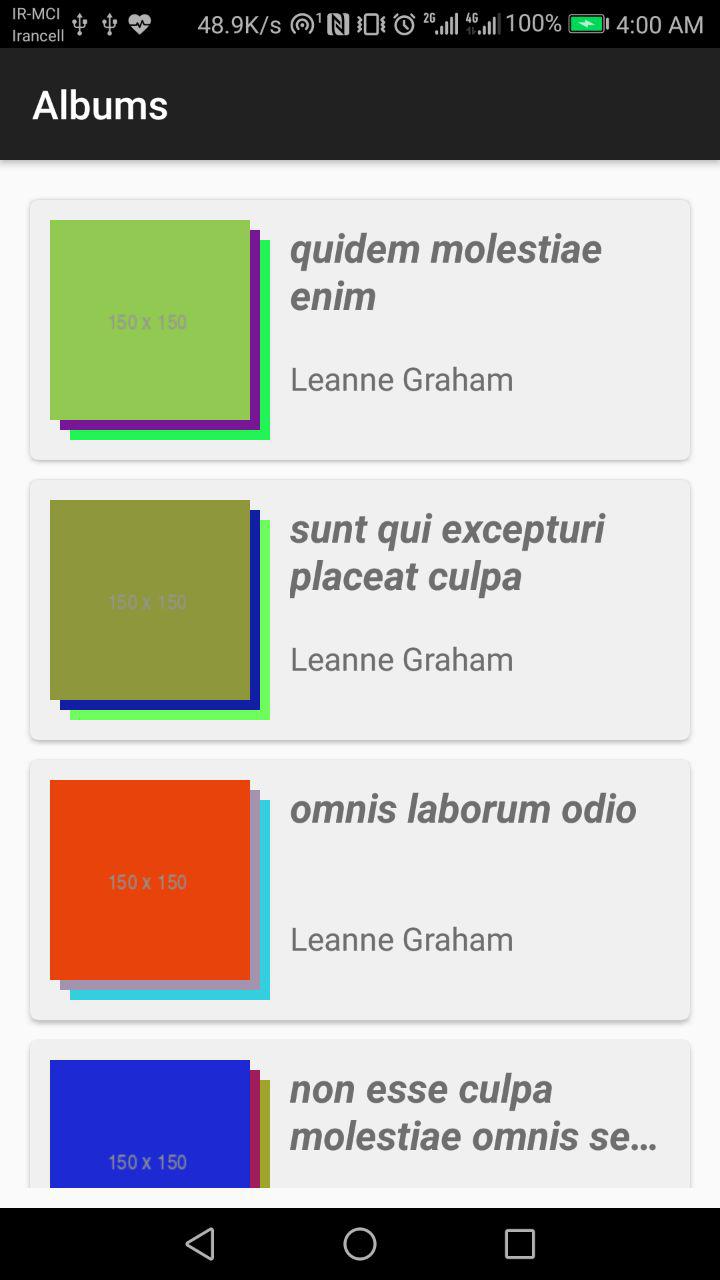 IR-MCI
Irancell
48.9K/s 1 2G 4G 100% 4:00 AM
Albums
150 x 150
quidem molestiae
enim
Leanne Graham
150 x 150
sunt qui excepturi
placeat culpa
Leanne Graham
150 x 150
omnis laborum odio
Leanne Graham
150 x 150
non esse culpa
molestiae omnis se…